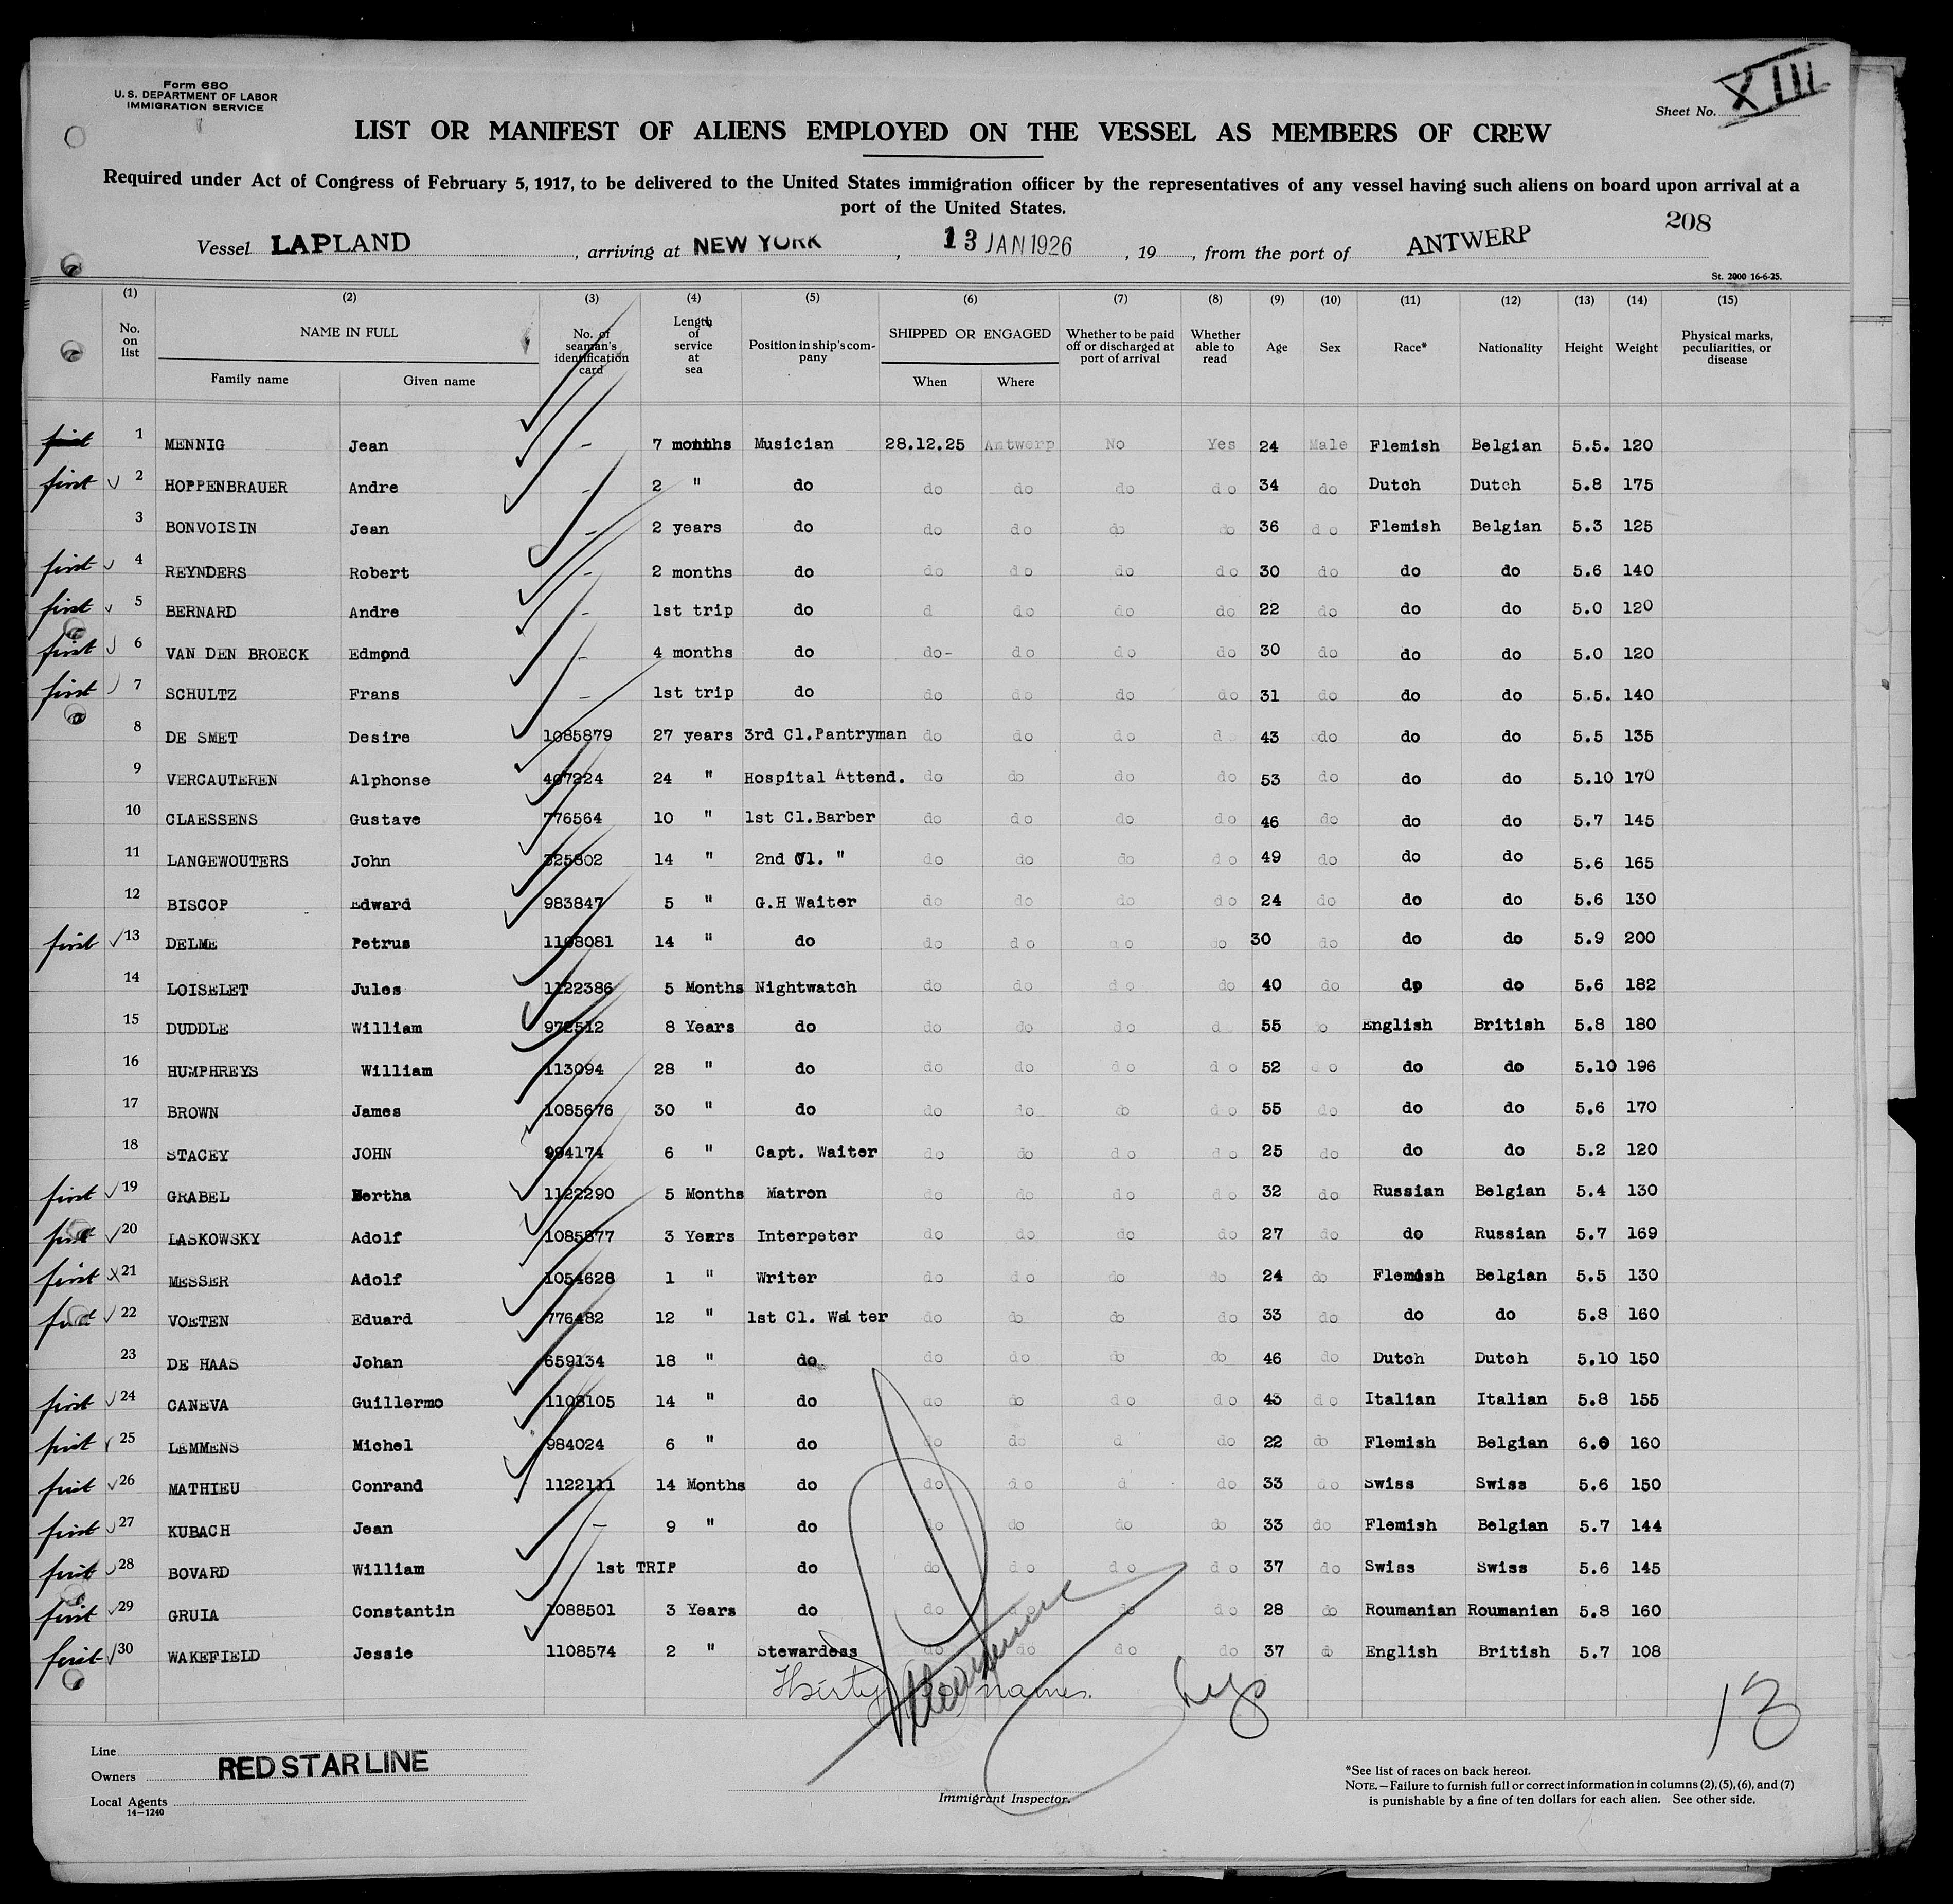 Form 680
U. S. DEPARTMENT OF LABOR
IMMIGRATION SERVICE
Sheet No. XIII
LIST OR MANIFEST OF ALIENS EMPLOYED ON THE VESSEL AS MEMBERS OF CREW
Required under Act of Congress of February 5, 1917, to be delivered to the United States immigration officer by the representatives of any vessel having such aliens on board upon arrival at a
port of the United States.
208
Vessel LAPLAND, arriving at NEW YORK, 13 JAN 1926, 19, from the port of ANTWERP
St. 2000 16-6-25.
(1) (2) (3) (4) (5) (6) (7) (8) (9) (10) (11) (12) (13) (14) (15)
No. on list NAME IN FULL Family name Given name No. of seaman's identification card Length of service at sea Position in ship's company SHIPPED OR ENGAGED When Where Whether to be paid off or discharged at port of arrival Whether able to read Age Sex Race* Nationality Height Weight Physical marks, peculiarities, or disease
first 1 MENNIG Jean - 7 months Musician 28.12.25 Antwerp No Yes 24 Male Flemish Belgian 5.5. 120
first 2 HOPPENBRAUER Andre - 2 " do do do do do 34 do Dutch Dutch 5.8 175
3 BONVOISIN Jean - 2 years do do do do do 36 do Flemish Belgian 5.3 125
first 4 REYNDERS Robert - 2 months do do do do do 30 do do do 5.6 140
first 5 BERNARD Andre - 1st trip do d do do do 22 do do do 5.0 120
first 6 VAN DEN BROECK Edmond - 4 months do do- do do do 30 do do do 5.0 120
first 7 SCHULTZ Frans - 1st trip do do do do do 31 do do do 5.5. 140
8 DE SMET Desire 1085879 27 years 3rd Cl.Pantryman do do do d 43 do do do 5.5 135
9 VERCAUTEREN Alphonse 407224 24 " Hospital Attend. do do do do 53 do do do 5.10 170
10 CLAESSENS Gustave 776564 10 " 1st Cl.Barber do do do do 46 do do do 5.7 145
11 LANGEWOUTERS John 325802 14 " 2nd Cl. " do do do do 49 do do do 5.6 165
12 BISCOP Edward 983847 5 " G.H Waiter do do do do 24 do do do 5.6 130
first 13 DELME Petrus 1108081 14 " do do do do do 30 do do do 5.9 200
14 LOISELET Jules 1122386 5 Months Nightwatch do do do do 40 do do do 5.6 182
15 DUDDLE William 972512 8 Years do do do do d 55 o English British 5.8 180
16 HUMPHREYS William 113094 28 " do do do do do 52 do do do 5.10 196
17 BROWN James 1085676 30 " do do do do do 55 do do do 5.6 170
18 STACEY JOHN 994174 6 " Capt. Waiter do do do do 25 do do do 5.2 120
first 19 GRABEL Bertha 1122290 5 Months Matron do do do do 32 do Russian Belgian 5.4 130
first 20 LASKOWSKY Adolf 1085877 3 Years Interpeter do do do do 27 do do Russian 5.7 169
first 21 MESSER Adolf 1054628 1 " Writer do do do do 24 do Flemish Belgian 5.5 130
first 22 VOETEN Eduard 776482 12 " 1st Cl. Waiter do do do do 33 do do do 5.8 160
23 DE HAAS Johan 659134 18 " do do do do do 46 do Dutch Dutch 5.10 150
first 24 CANEVA Guillermo 1108105 14 " do do do do do 43 do Italian Italian 5.8 155
first 25 LEMMENS Michel 984024 6 " do do do d do 22 do Flemish Belgian 6.0 160
first 26 MATHIEU Conrand 1122111 14 Months do do do d do 33 do Swiss Swiss 5.6 150
first 27 KUBACH Jean - 9 " do do do do do 33 do Flemish Belgian 5.7 144
first 28 BOVARD William 1st TRIP do do do do do 37 do Swiss Swiss 5.6 145
first 29 GRUIA Constantin 1088501 3 Years do do do do do 28 do Roumanian Roumanian 5.8 160
first 30 WAKEFIELD Jessie 1108574 2 " Stewardess do do do do 37 do English British 5.7 108
Thirty names.
13
Line
Owners RED STAR LINE
Local Agents
14—1240
Immigrant Inspector.
*See list of races on back hereof.
NOTE.—Failure to furnish full or correct information in columns (2), (5), (6), and (7)
is punishable by a fine of ten dollars for each alien. See other side.